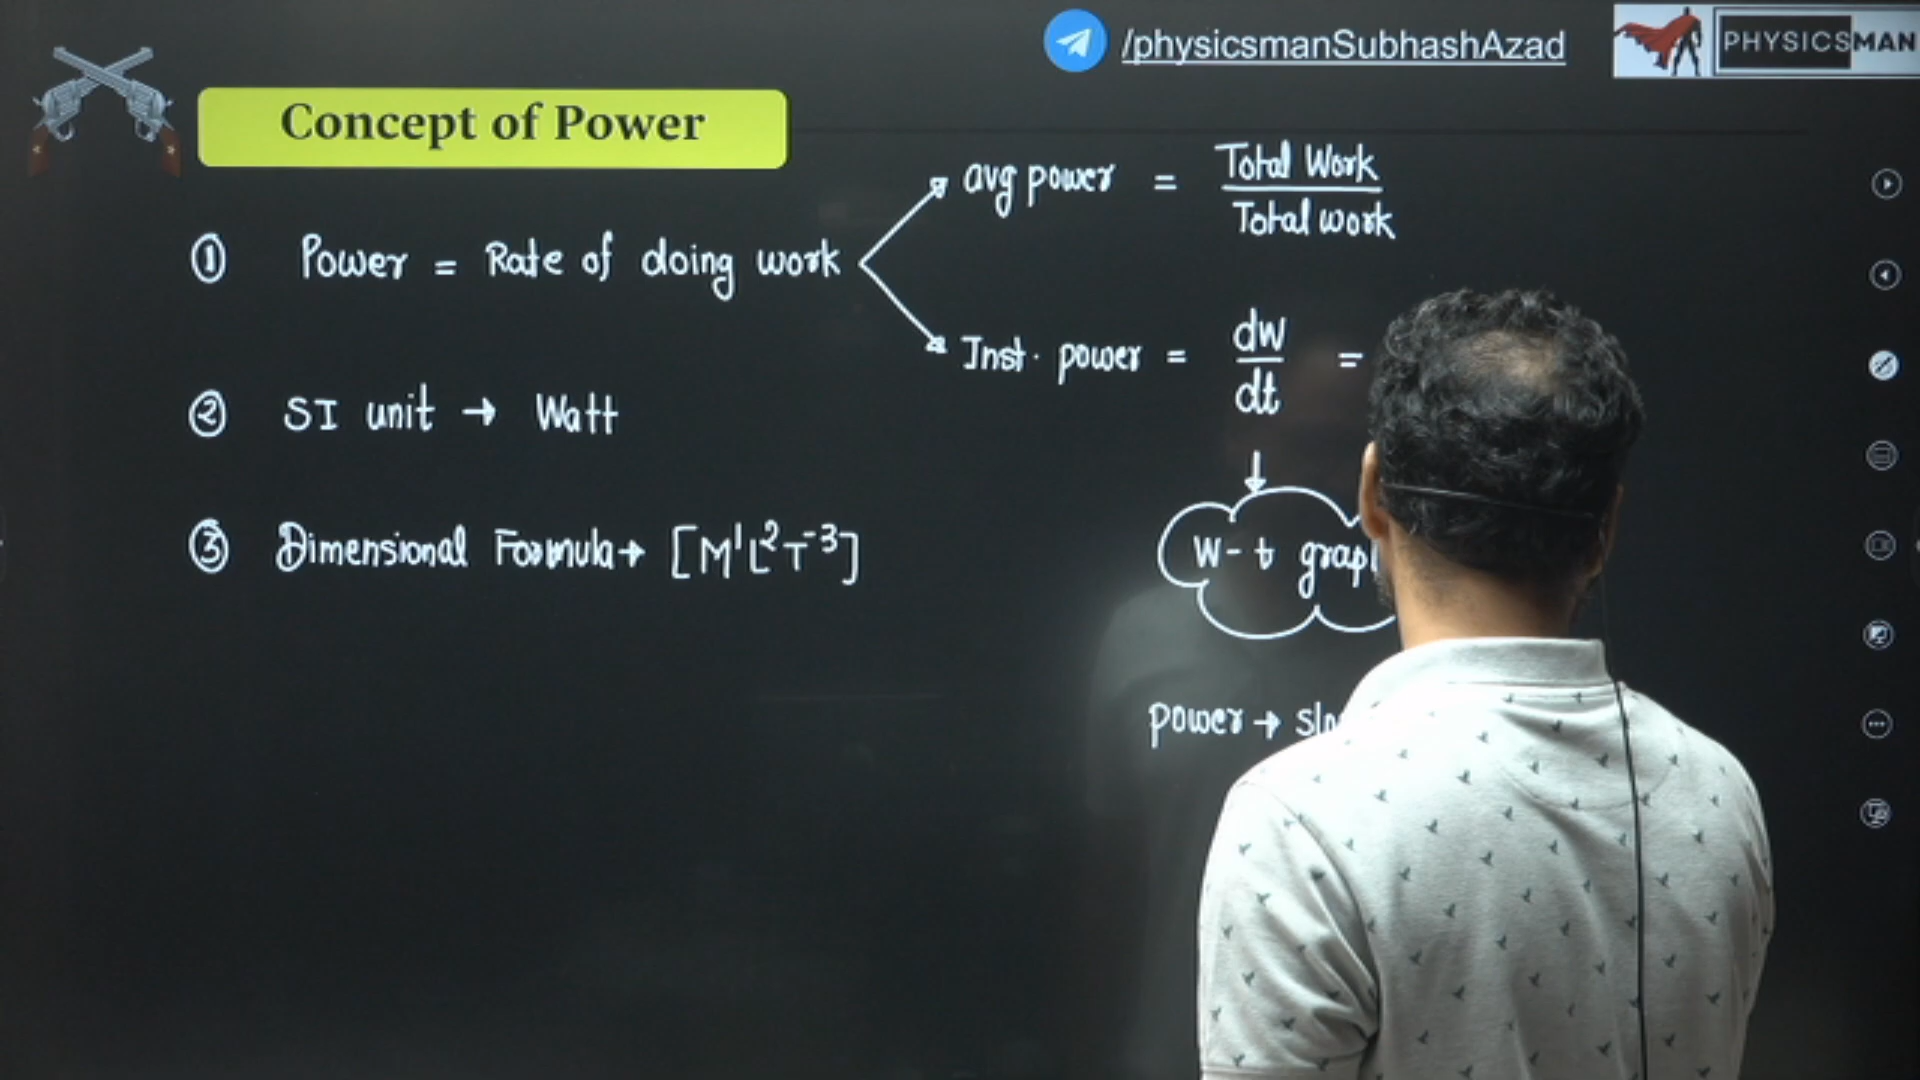 /physicsmanSubhashAzad
PHYSICSMAN
Concept of Power
avg power = Total Work
Total work
① Power = Rate of doing work
Inst. power = dw
dt =
② SI unit → Watt
③ Dimensional Formula → [M¹L²T⁻³]
W - t
power →